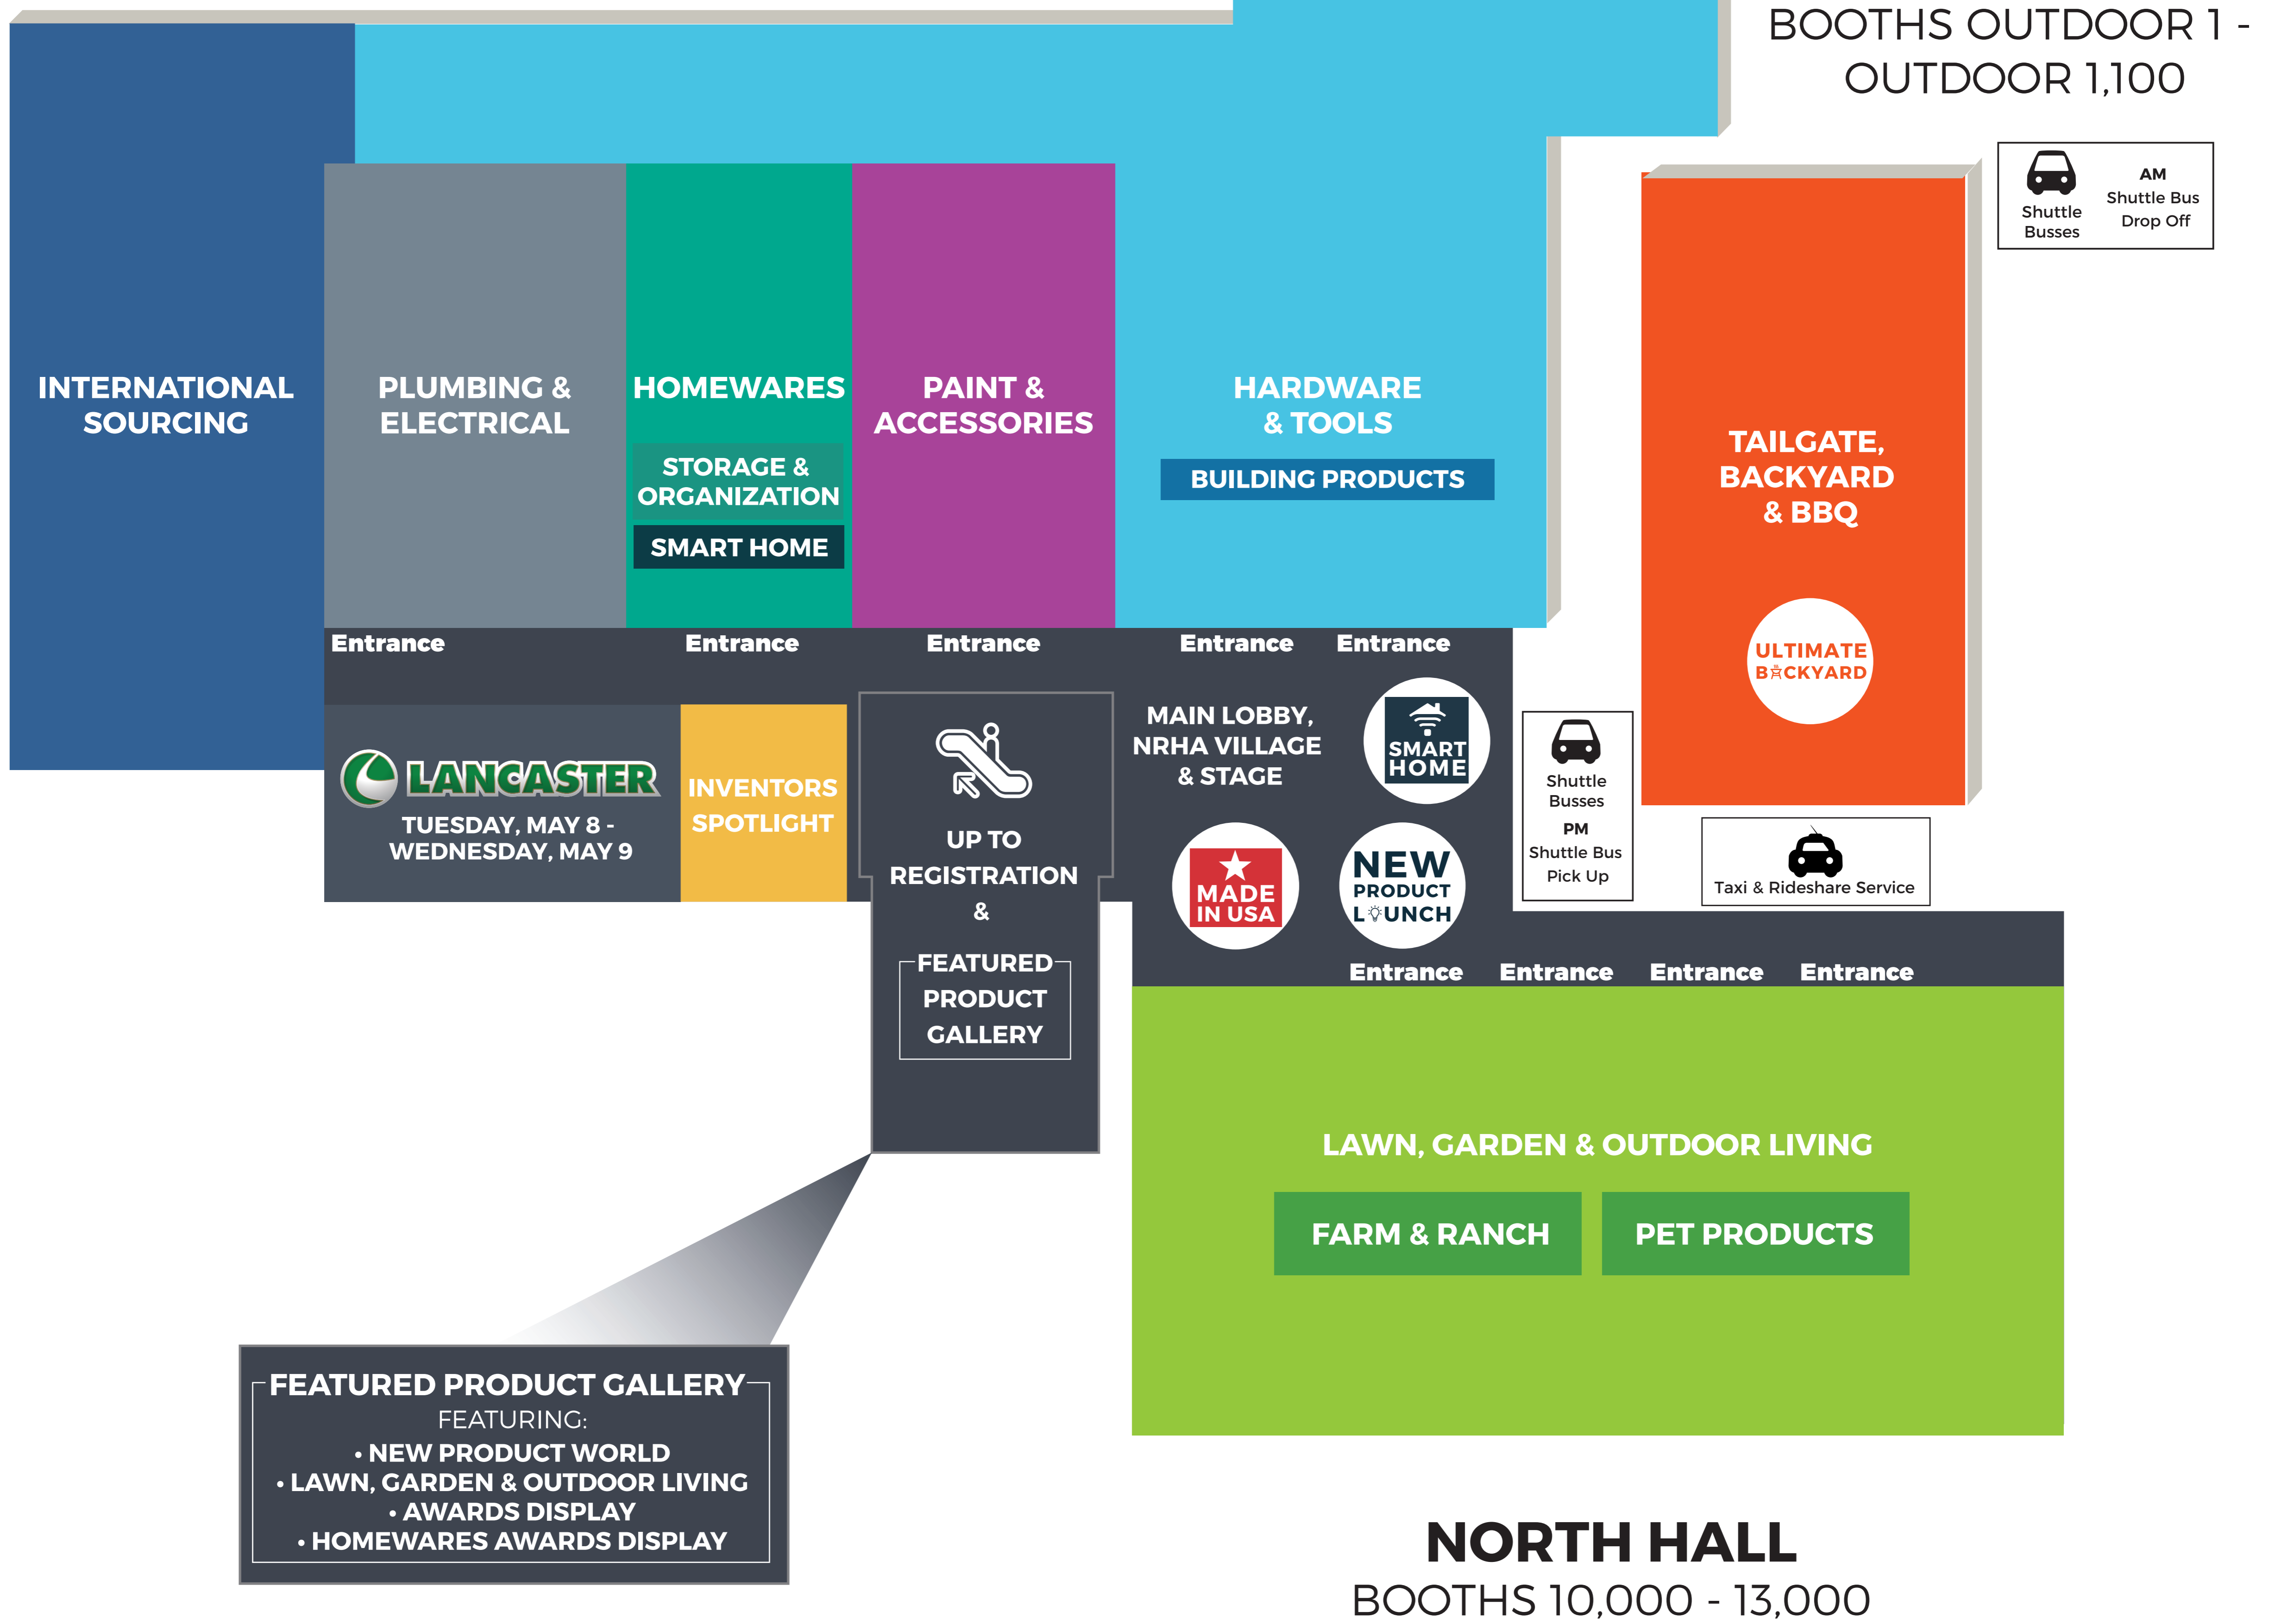 BOOTHS OUTDOOR 1 -
OUTDOOR 1,100
Shuttle
Busses
AM
Shuttle Bus
Drop Off
INTERNATIONAL
SOURCING
PLUMBING &
ELECTRICAL
HOMEWARES
STORAGE &
ORGANIZATION
SMART HOME
PAINT &
ACCESSORIES
HARDWARE
& TOOLS
BUILDING PRODUCTS
TAILGATE,
BACKYARD
& BBQ
ULTIMATE
BACKYARD
Entrance
Entrance
Entrance
Entrance
Entrance
LANCASTER
TUESDAY, MAY 8 -
WEDNESDAY, MAY 9
INVENTORS
SPOTLIGHT
UP TO
REGISTRATION
&
FEATURED
PRODUCT
GALLERY
MAIN LOBBY,
NRHA VILLAGE
& STAGE
SMART
HOME
MADE
IN USA
NEW
PRODUCT
LAUNCH
Shuttle
Busses
PM
Shuttle Bus
Pick Up
Taxi & Rideshare Service
Entrance
Entrance
Entrance
Entrance
LAWN, GARDEN & OUTDOOR LIVING
FARM & RANCH
PET PRODUCTS
FEATURED PRODUCT GALLERY
FEATURING:
• NEW PRODUCT WORLD
• LAWN, GARDEN & OUTDOOR LIVING
• AWARDS DISPLAY
• HOMEWARES AWARDS DISPLAY
NORTH HALL
BOOTHS 10,000 - 13,000